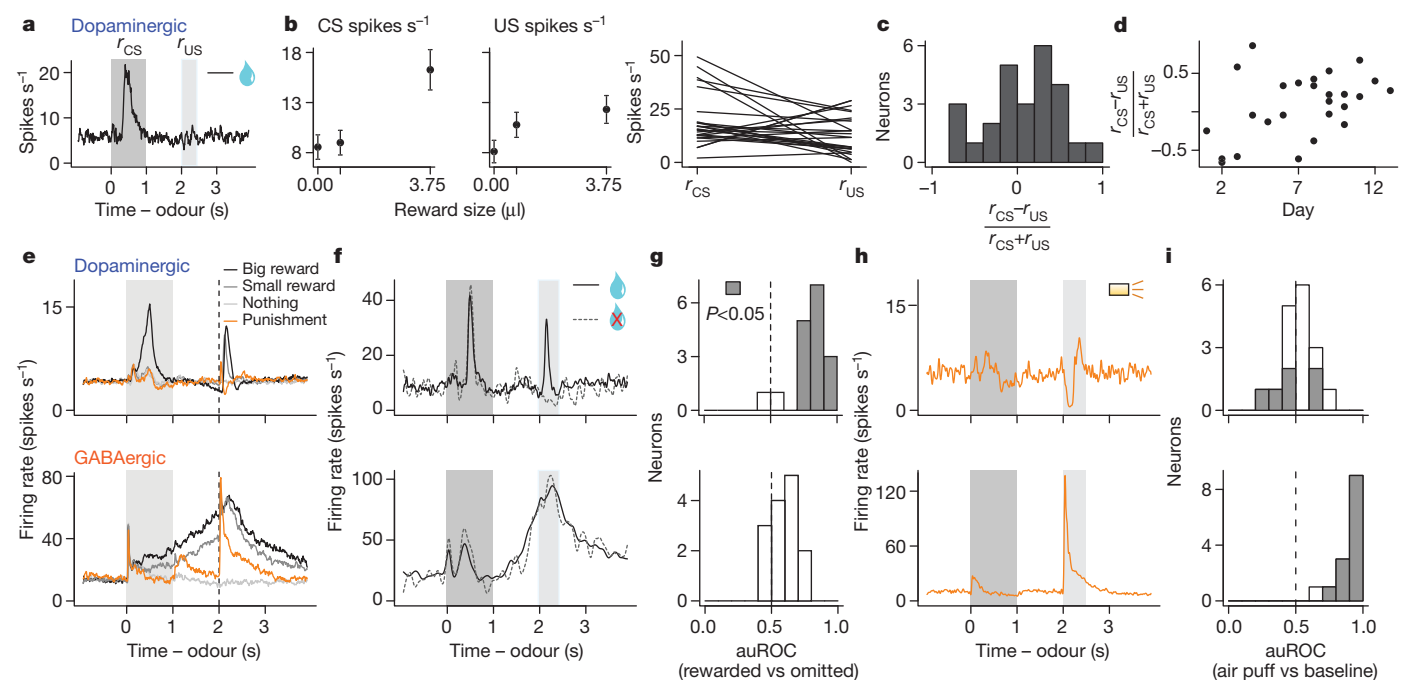 a
Dopaminergic
rCS
rUS
Spikes s−1
20
10
0
0 1 2 3
Time – odour (s)
b
CS spikes s−1
US spikes s−1
18
13
8
0.00
3.75
0.00
3.75
Reward size (μl)
Spikes s−1
50
25
0
rCS
rUS
c
Neurons
6
3
0
−1 0 1
rCS–rUS
rCS+rUS
d
rCS–rUS
rCS+rUS
0.5
−0.5
2 7 12
Day
e
Dopaminergic
Big reward
Small reward
Nothing
Punishment
15
0
GABAergic
80
40
0
Firing rate (spikes s−1)
0 1 2 3
Time – odour (s)
f
40
20
0
100
50
0
Firing rate (spikes s−1)
0 1 2 3
Time – odour (s)
g
P<0.05
6
3
0
4
2
0
Neurons
0.0 0.5 1.0
auROC
(rewarded vs omitted)
h
15
0
120
60
0
Firing rate (spikes s−1)
0 1 2 3
Time – odour (s)
i
6
3
0
9
6
3
0
Neurons
0.0 0.5 1.0
auROC
(air puff vs baseline)